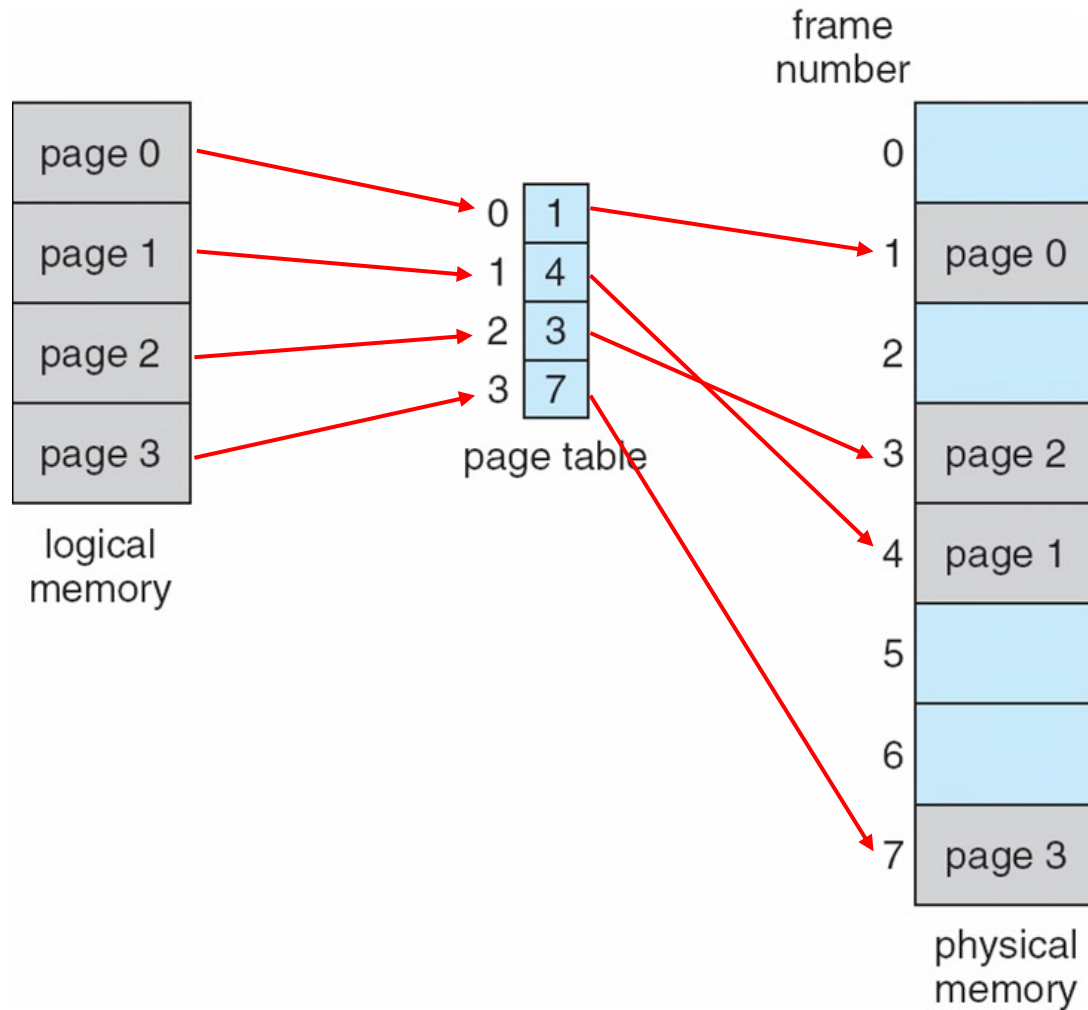 frame
number
page 0
page 1
page 2
page 3
logical
memory
0 1
1 4
2 3
3 7
page table
0
1 page 0
2
3 page 2
4 page 1
5
6
7 page 3
physical
memory